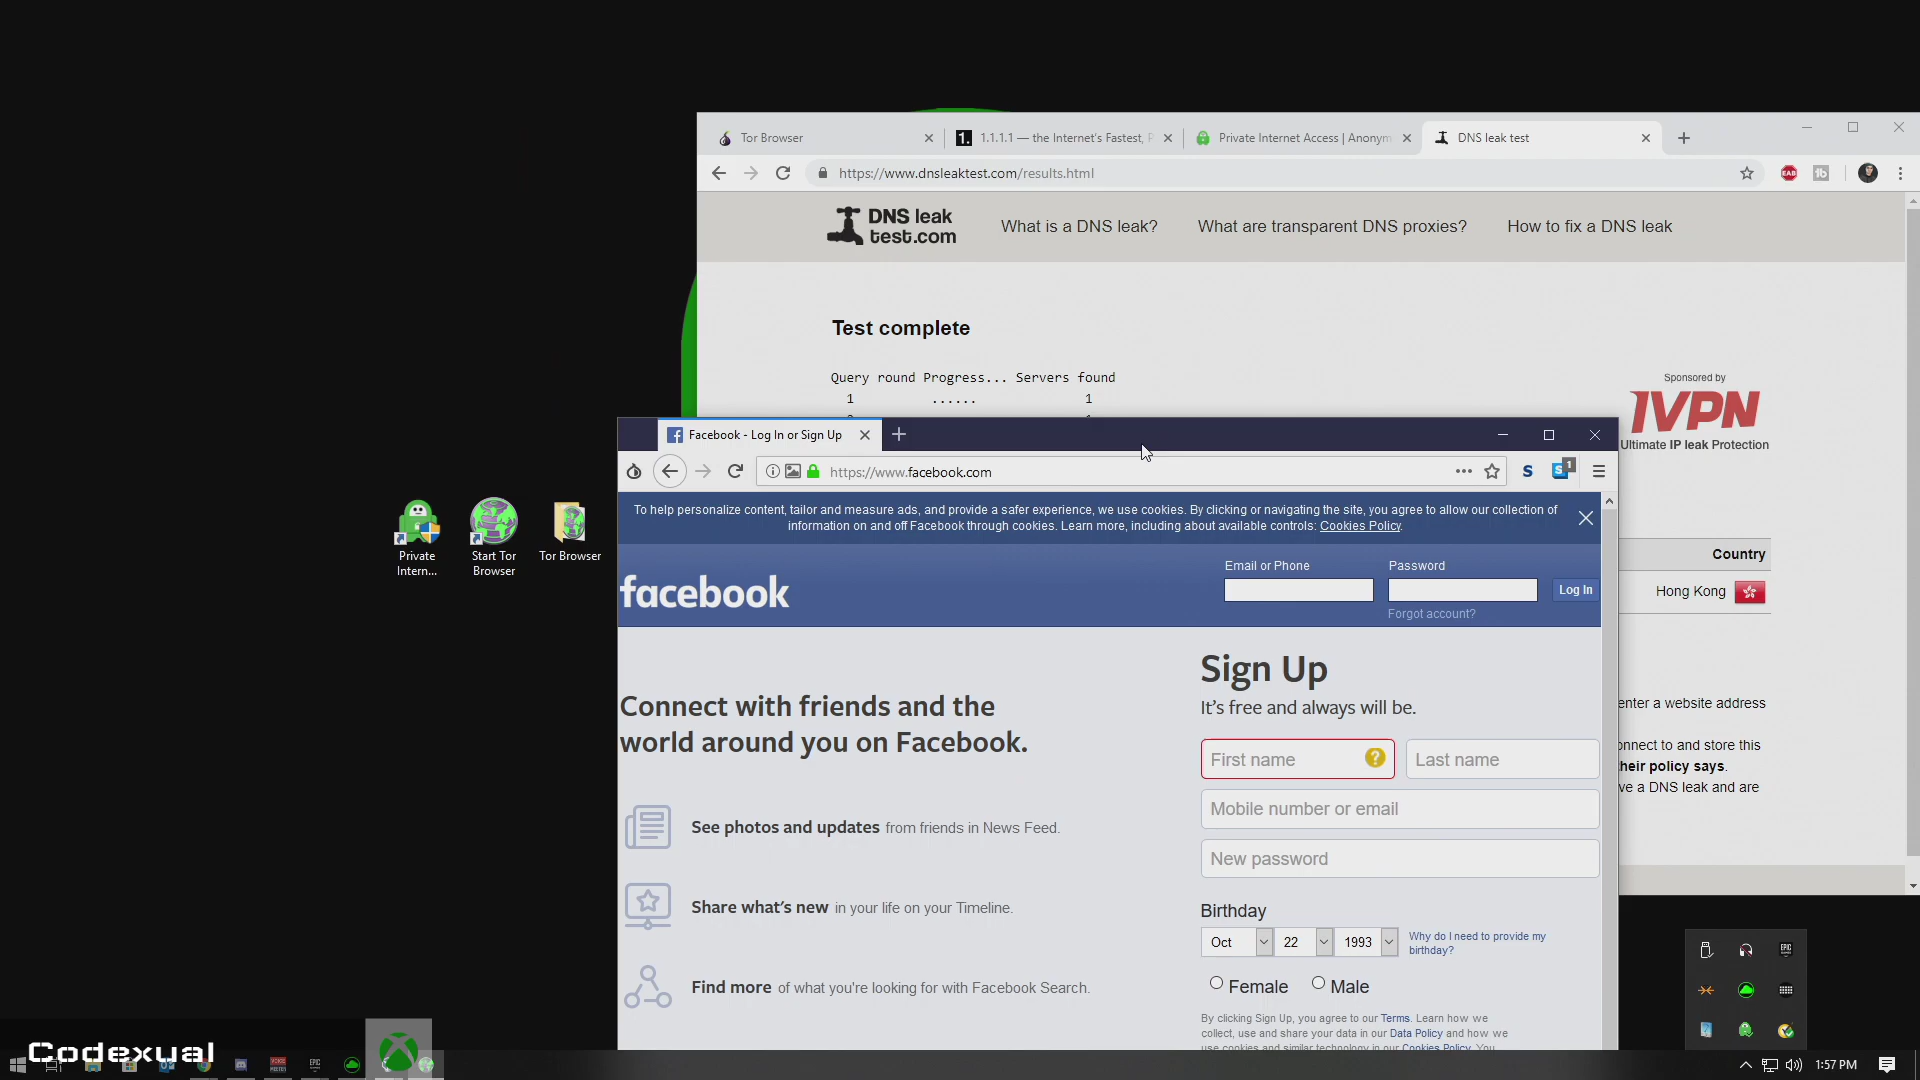 Tor Browser
1.1.1.1 — the Internet's Fastest,
Private Internet Access | Anonym
DNS leak test
https://www.dnsleaktest.com/results.html
DNS leak
test.com
What is a DNS leak?
What are transparent DNS proxies?
How to fix a DNS leak
Test complete
Query round Progress... Servers found
1 ...... 1
Sponsored by
IVPN
Ultimate IP leak Protection
Country
Hong Kong
enter a website address
onnect to and store this
their policy says.
ve a DNS leak and are
Facebook - Log In or Sign Up
https://www.facebook.com
S
S 1
To help personalize content, tailor and measure ads, and provide a safer experience, we use cookies. By clicking or navigating the site, you agree to allow our collection of
information on and off Facebook through cookies. Learn more, including about available controls: Cookies Policy.
facebook
Email or Phone
Password
Log In
Forgot account?
Connect with friends and the
world around you on Facebook.
See photos and updates from friends in News Feed.
Share what's new in your life on your Timeline.
Find more of what you're looking for with Facebook Search.
Sign Up
It's free and always will be.
First name
Last name
Mobile number or email
New password
Birthday
Oct 22 1993
Why do I need to provide my
birthday?
Female Male
By clicking Sign Up, you agree to our Terms. Learn how we
collect, use and share your data in our Data Policy and how we
use cookies and similar technology in our Cookies Policy. You
Private
Intern...
Start Tor
Browser
Tor Browser
Codexual
1:57 PM